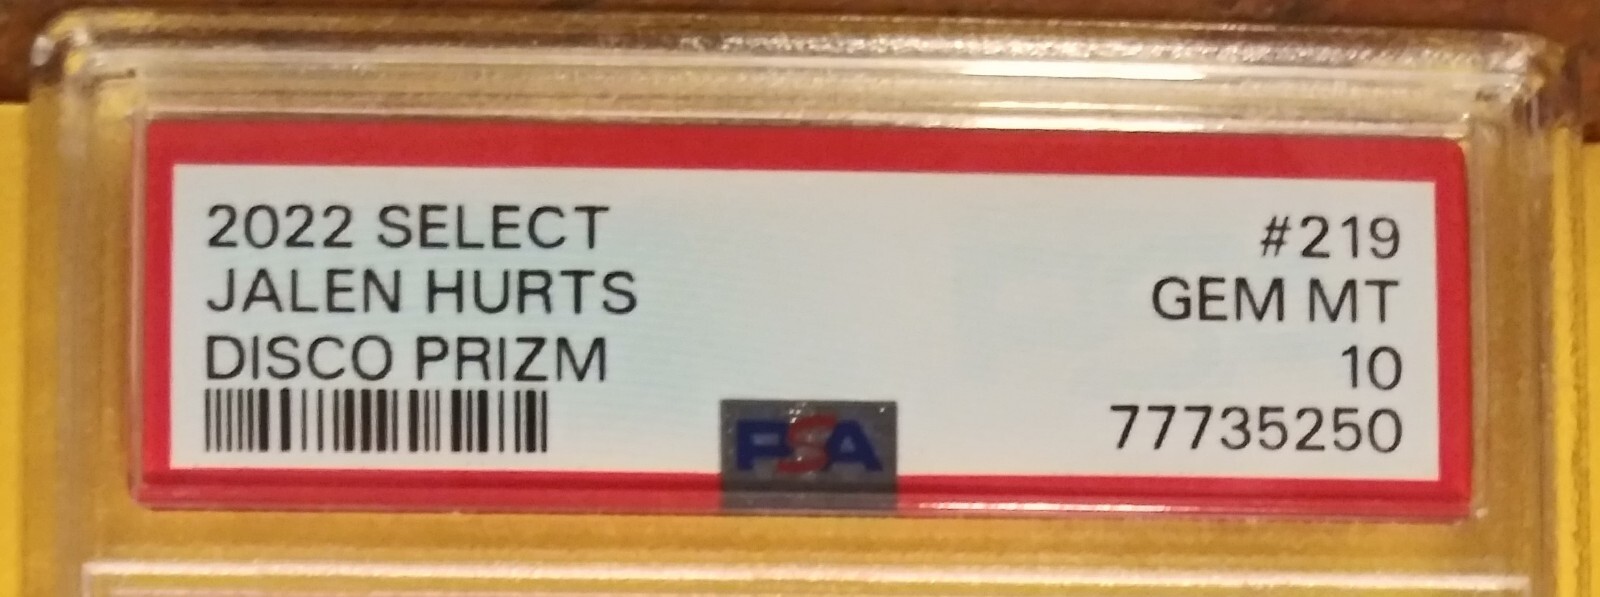 2022 SELECT #219
JALEN HURTS GEM MT
DISCO PRIZM 10
77735250
PSA